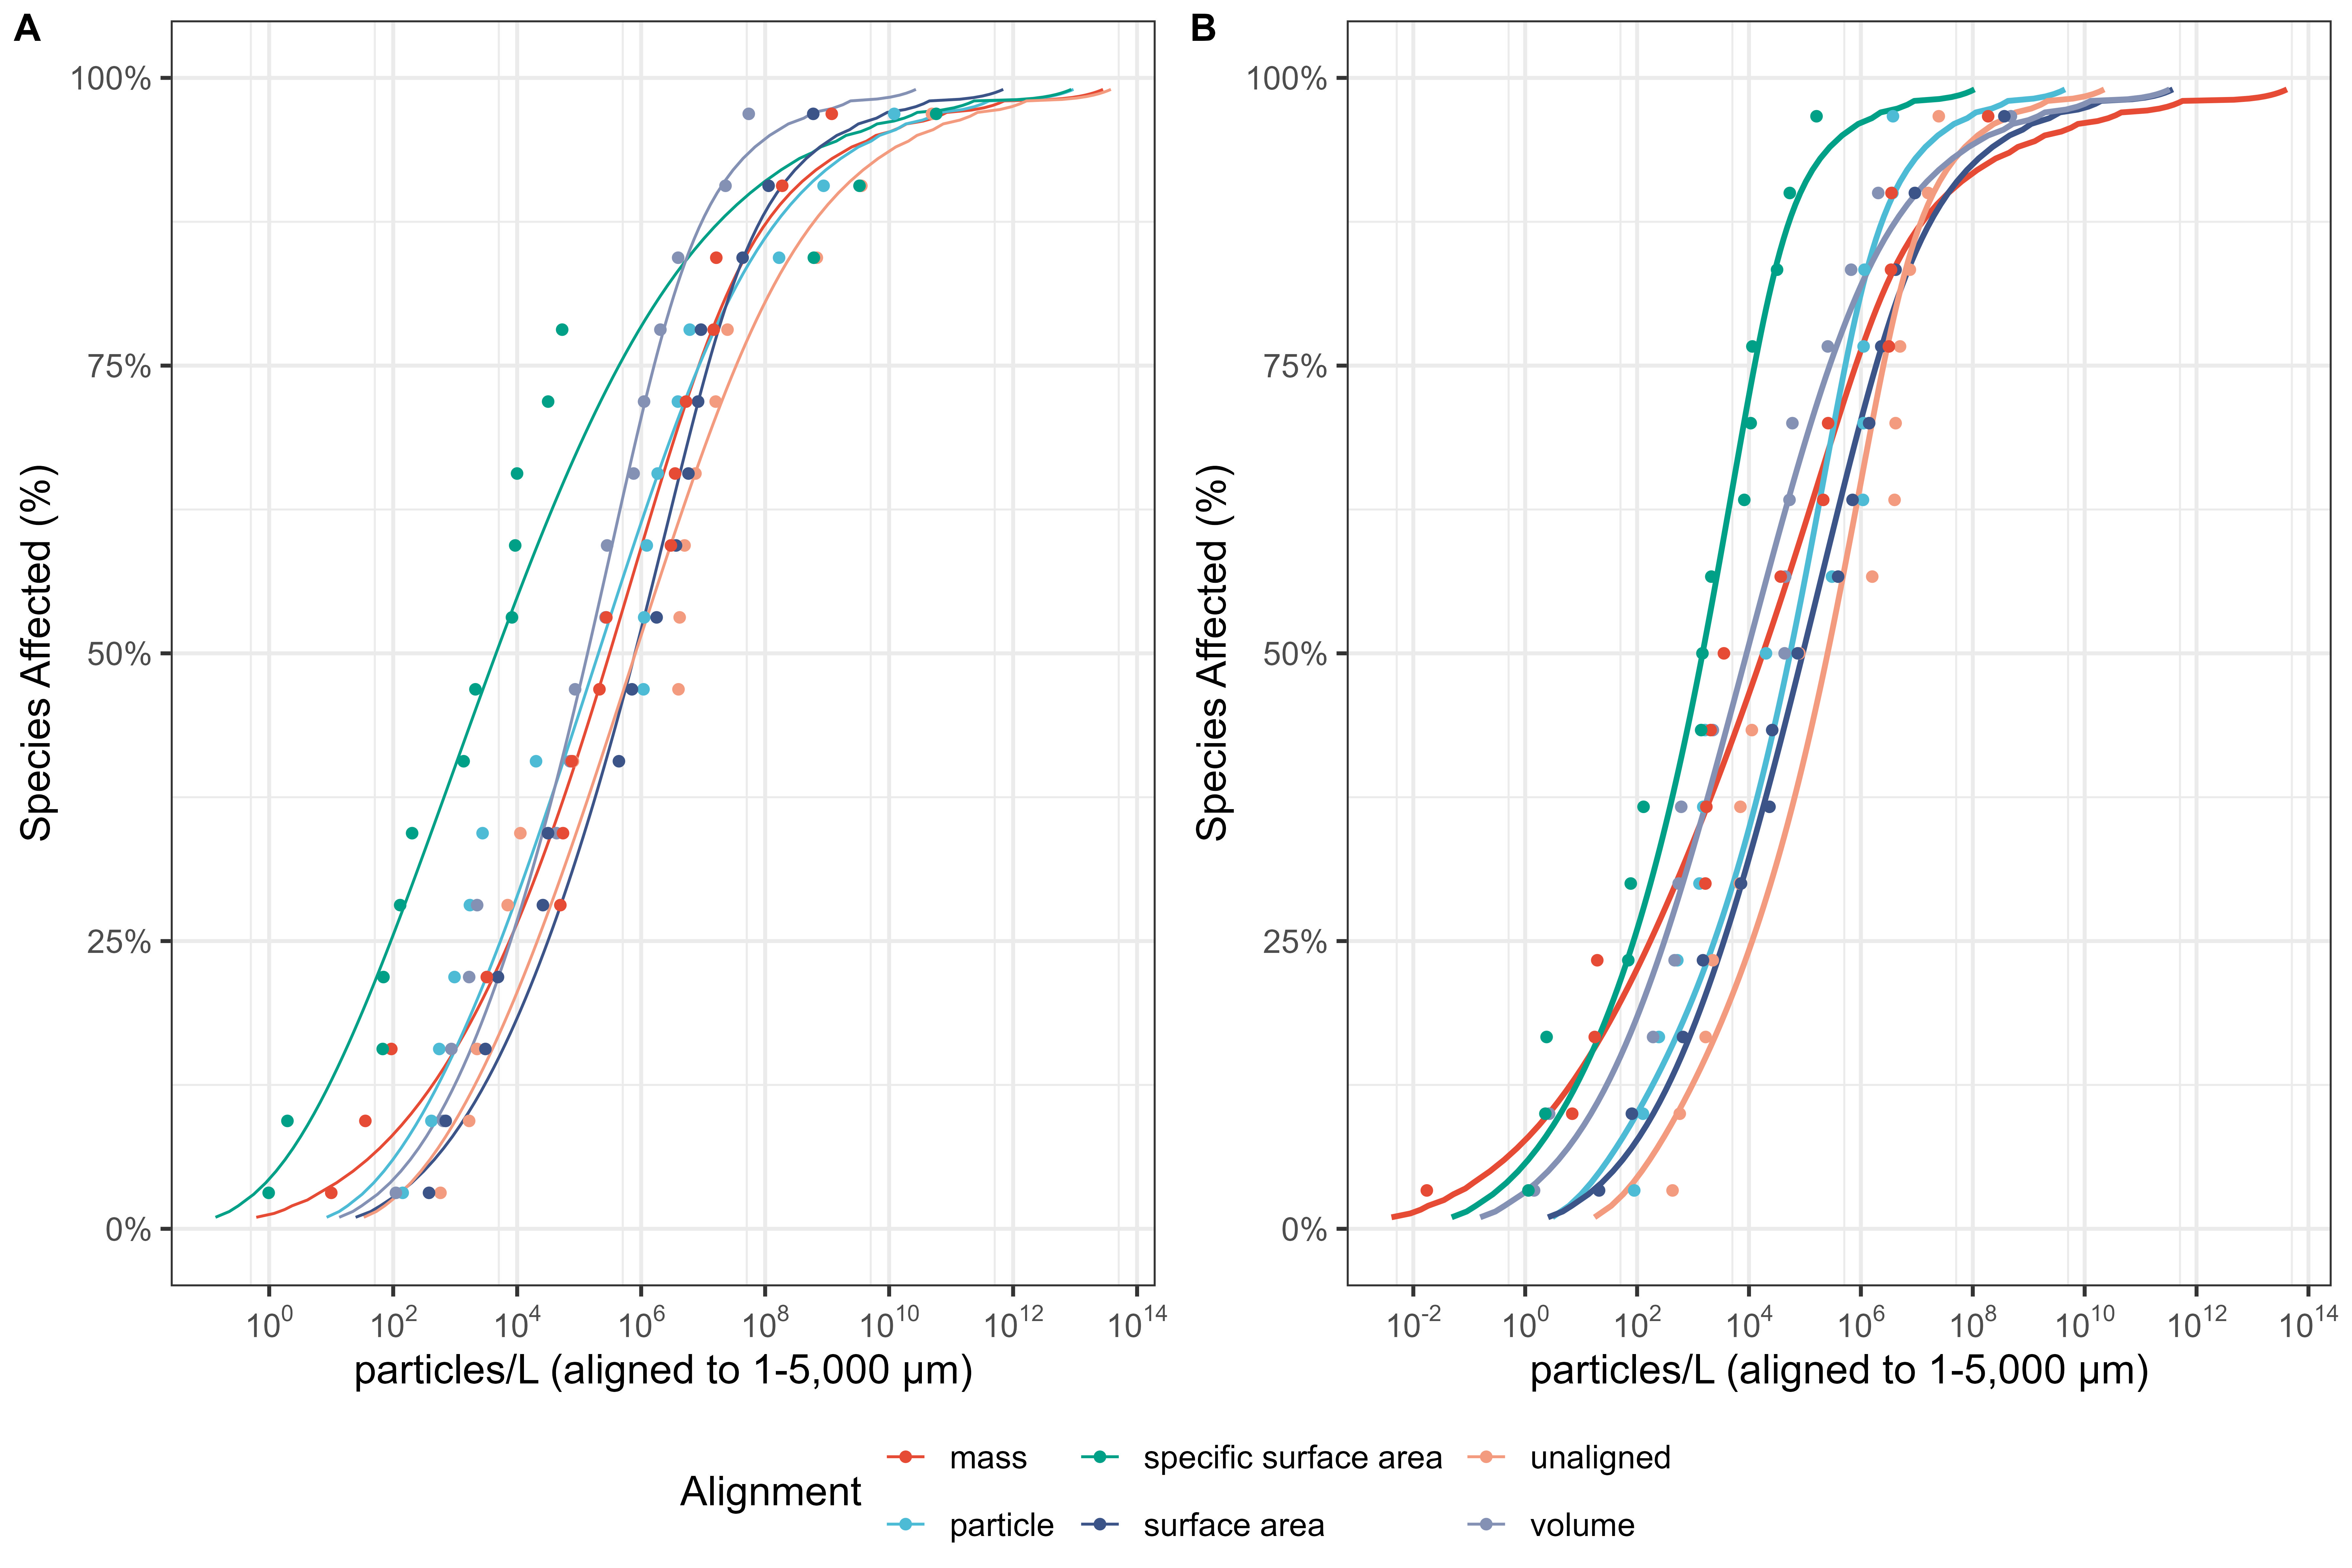 A
B
100%
75%
50%
25%
0%
Species Affected (%)
10^0 10^2 10^4 10^6 10^8 10^10 10^12 10^14
particles/L (aligned to 1-5,000 µm)
100%
75%
50%
25%
0%
Species Affected (%)
10^-2 10^0 10^2 10^4 10^6 10^8 10^10 10^12 10^14
particles/L (aligned to 1-5,000 µm)
Alignment
mass specific surface area unaligned
particle surface area volume